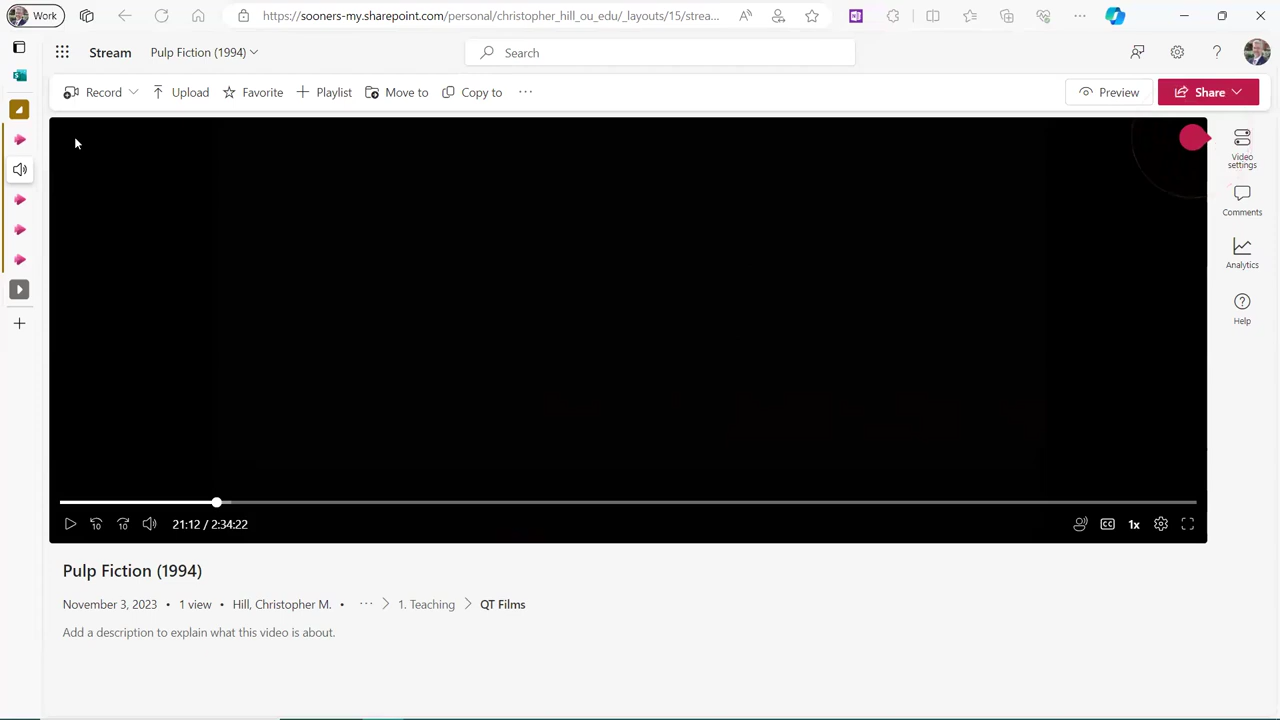 Work
https://sooners-my.sharepoint.com/personal/christopher_hill_ou_edu/_layouts/15/strea...
Stream
Pulp Fiction (1994)
Search
Record
Upload
Favorite
Playlist
Move to
Copy to
Preview
Share
Video
settings
Comments
Analytics
Help
10
10
21:12 / 2:34:22
CC
1x
Pulp Fiction (1994)
November 3, 2023 • 1 view • Hill, Christopher M. • ... > 1. Teaching > QT Films
Add a description to explain what this video is about.